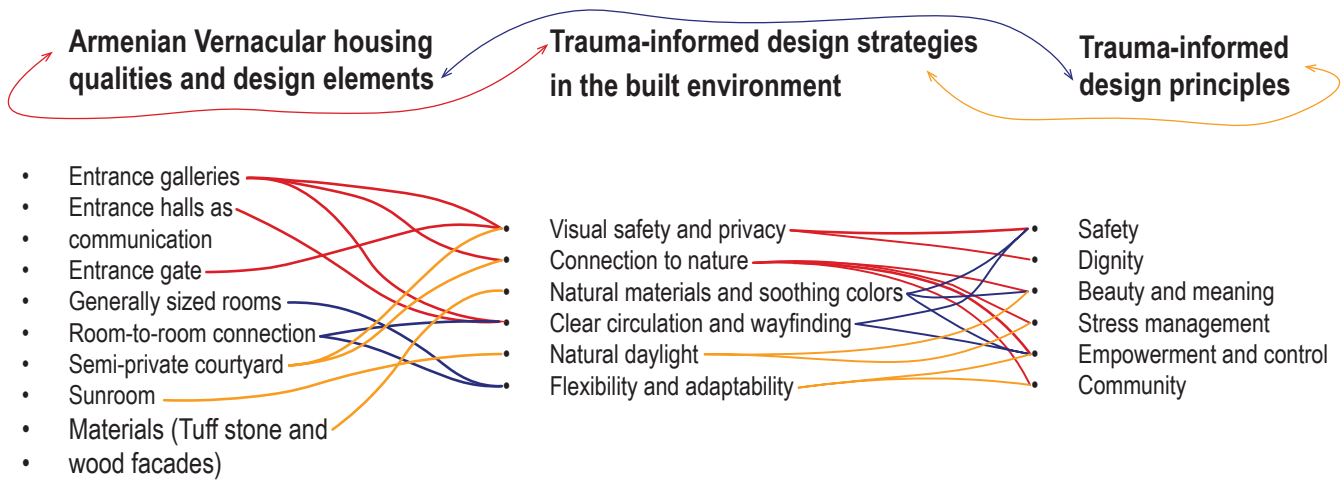 Armenian Vernacular housing
qualities and design elements
Trauma-informed design strategies
in the built environment
Trauma-informed
design principles
• Entrance galleries
• Entrance halls as
• communication
• Entrance gate
• Generally sized rooms
• Room-to-room connection
• Semi-private courtyard
• Sunroom
• Materials (Tuff stone and
• wood facades)
• Visual safety and privacy
• Connection to nature
• Natural materials and soothing colors
• Clear circulation and wayfinding
• Natural daylight
• Flexibility and adaptability
• Safety
• Dignity
• Beauty and meaning
• Stress management
• Empowerment and control
• Community